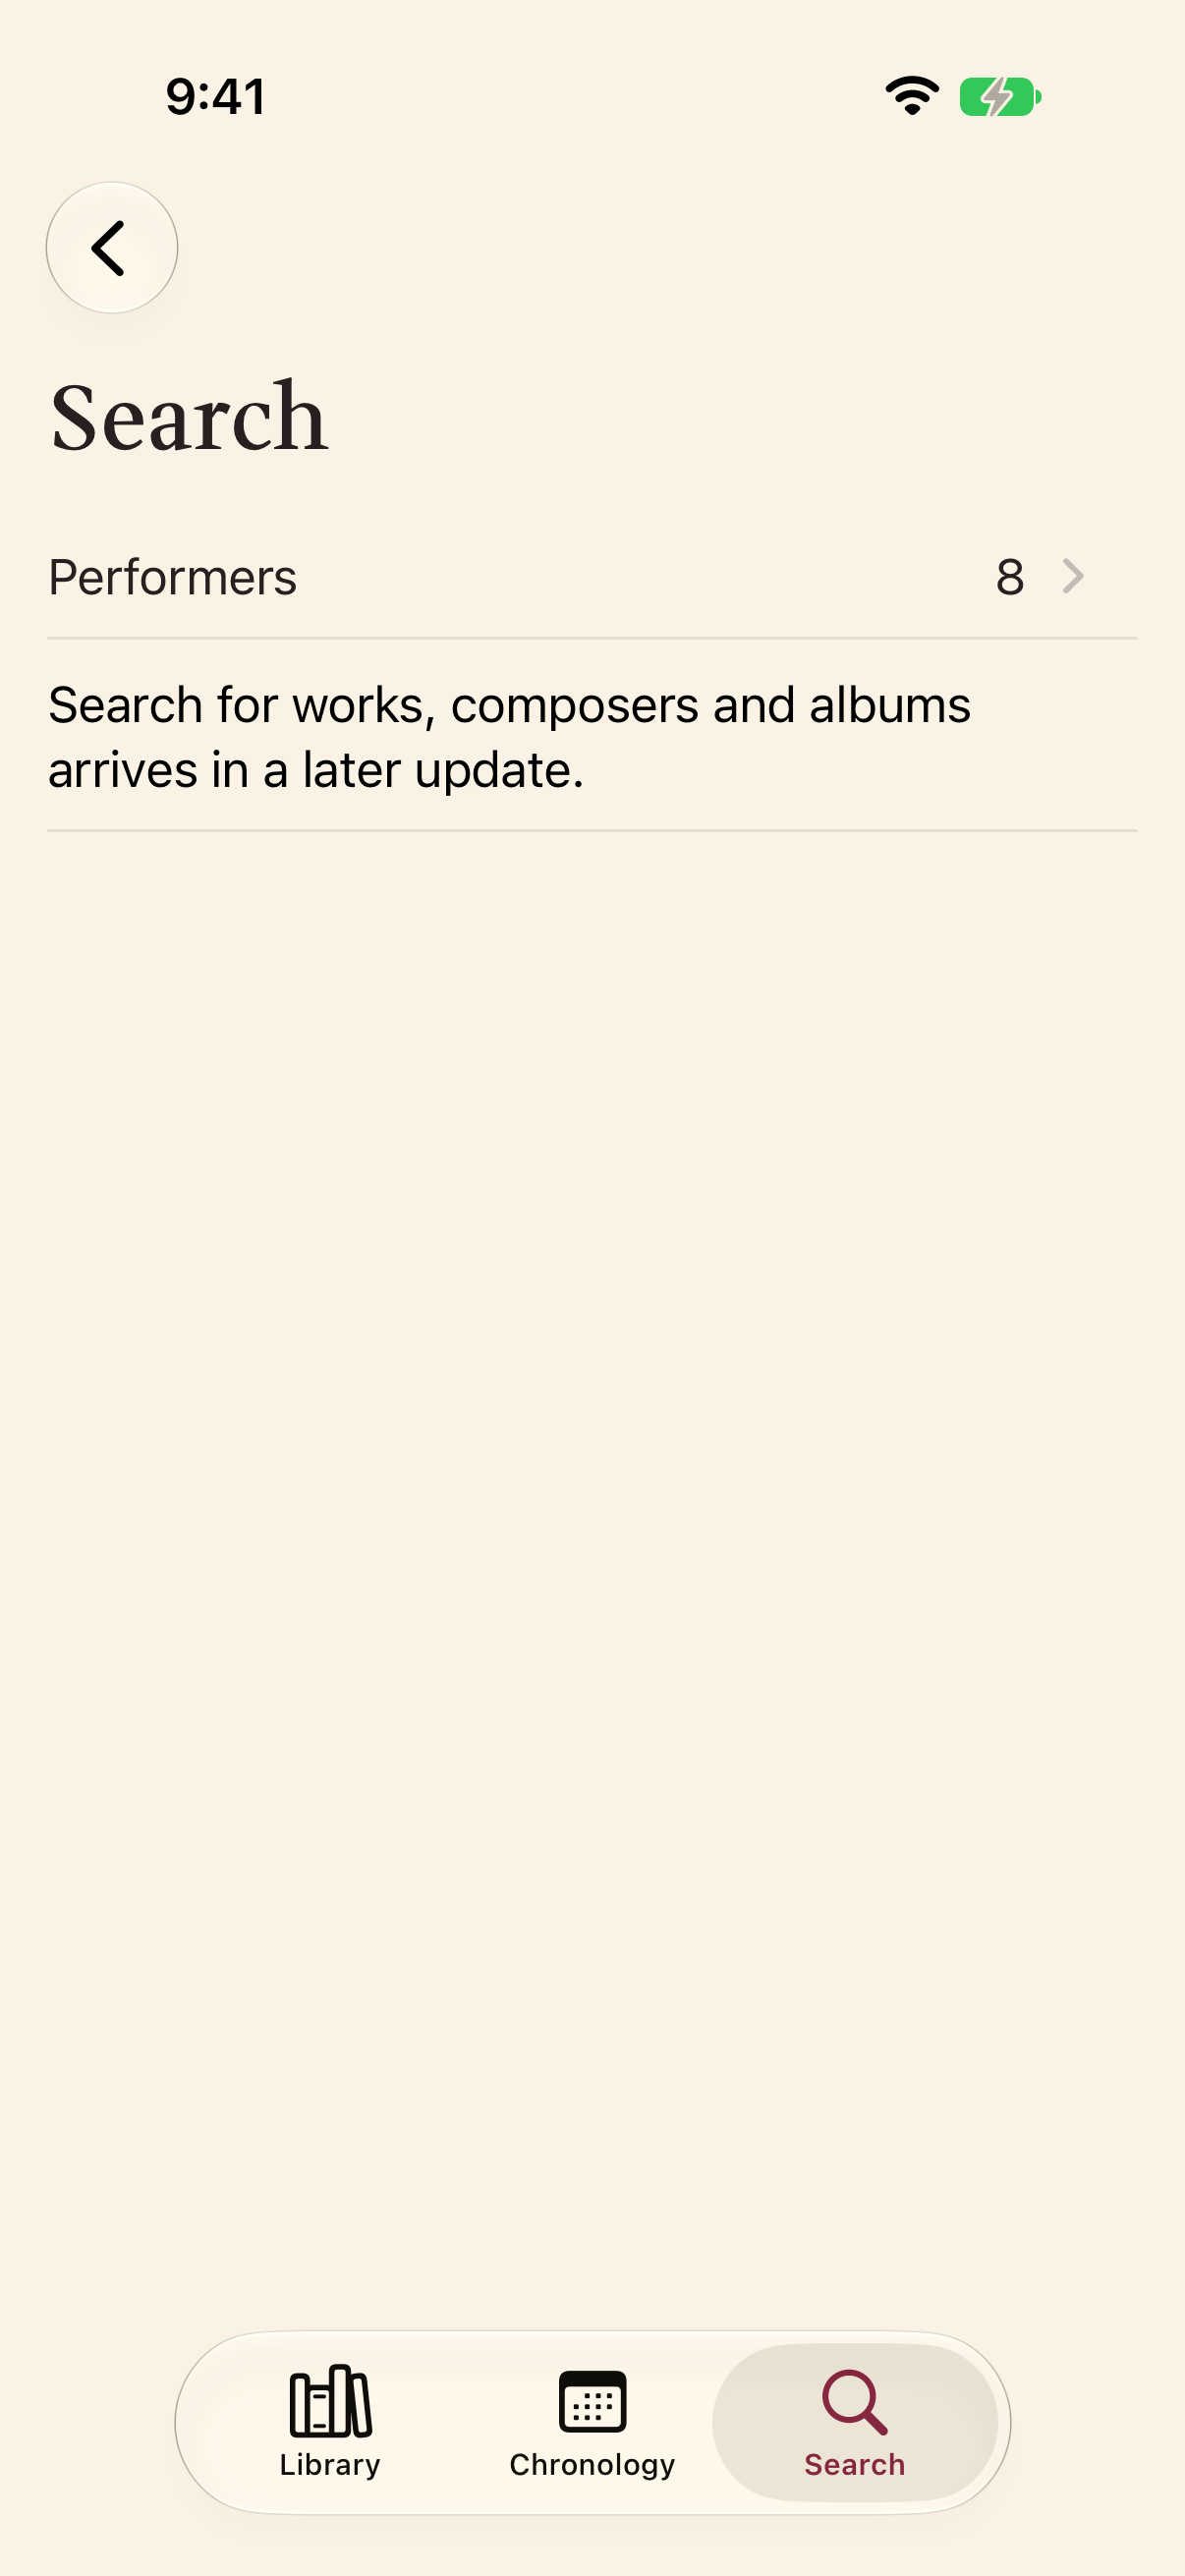 9:41
Search
Performers 8
Search for works, composers and albums
arrives in a later update.
Library Chronology Search